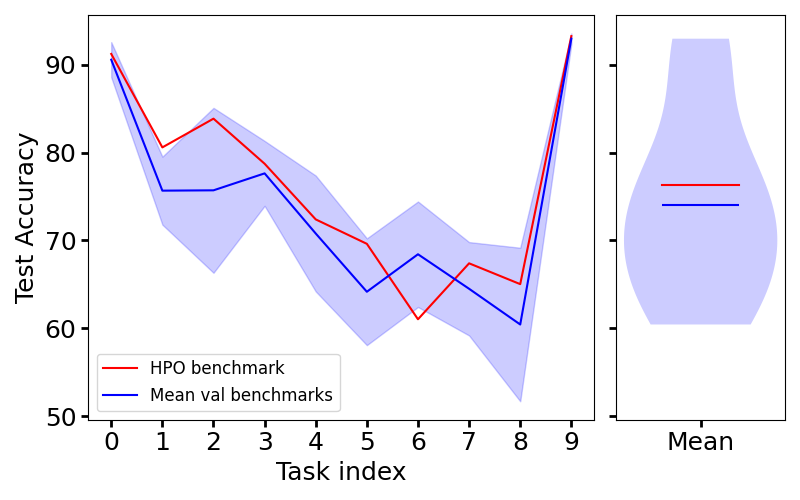 Test Accuracy
90
80
70
60
50
HPO benchmark
Mean val benchmarks
0 1 2 3 4 5 6 7 8 9
Task index
Mean